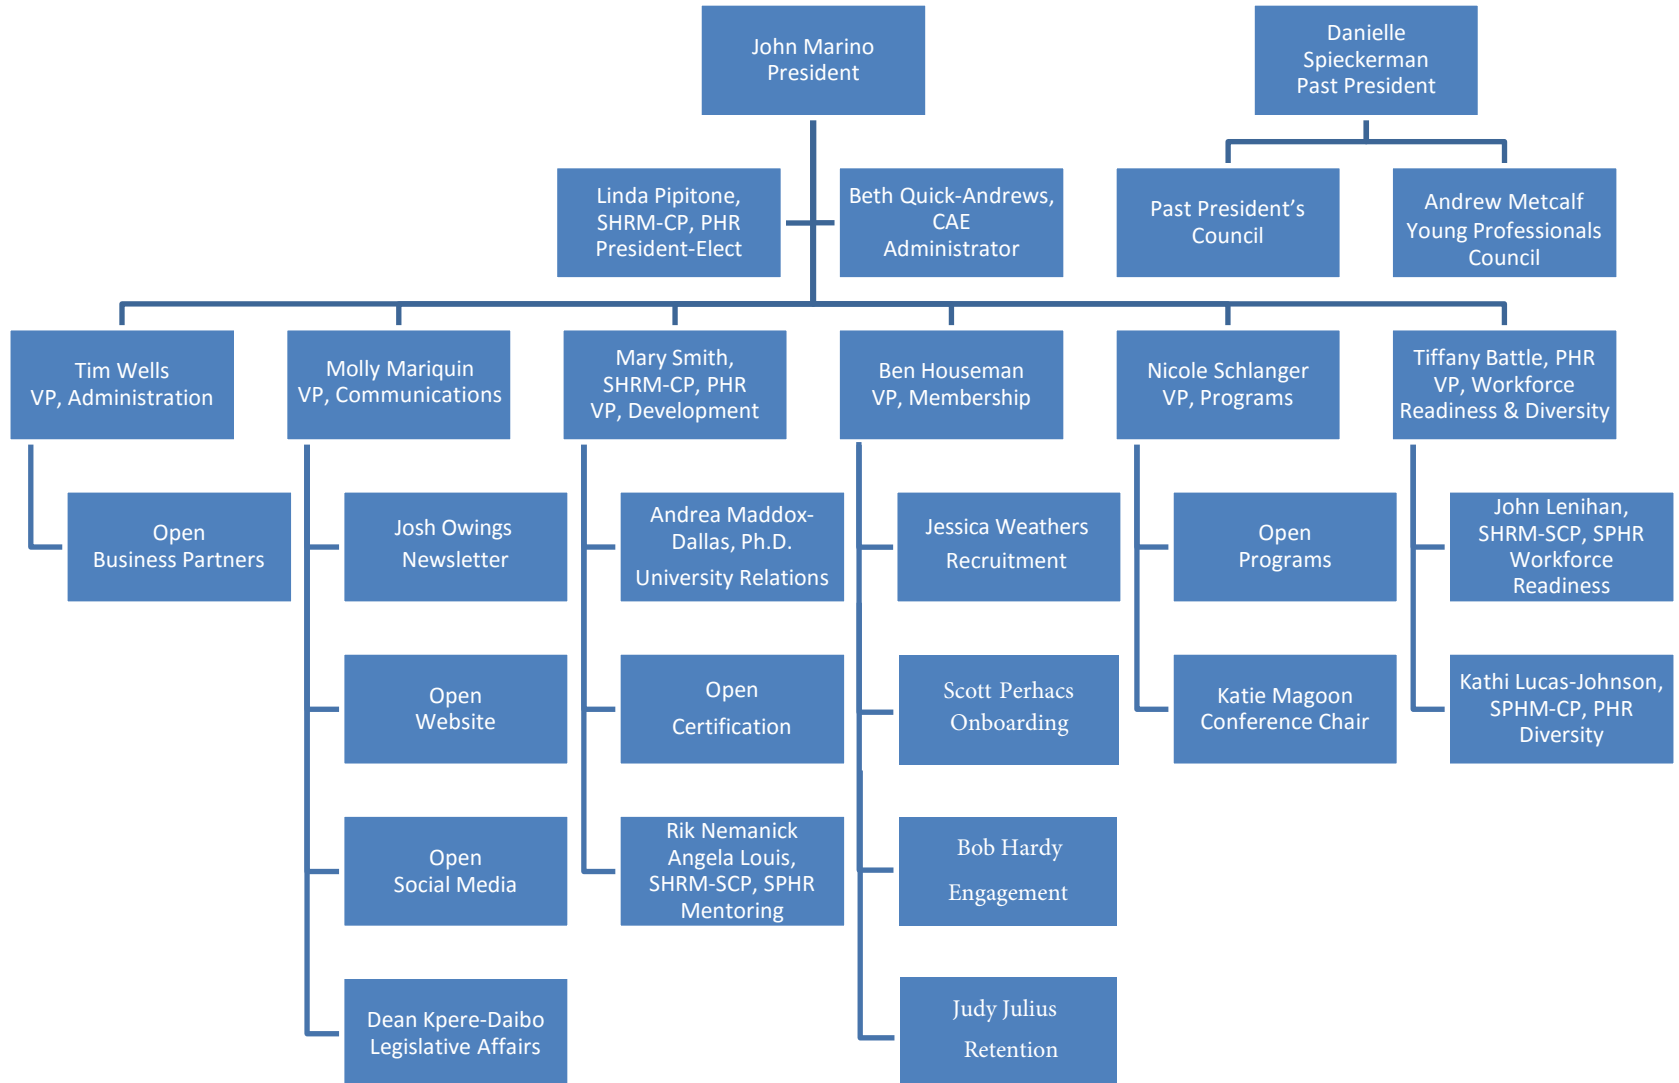 John Marino
President
Danielle
Spieckerman
Past President
Linda Pipitone,
SHRM-CP, PHR
President-Elect
Beth Quick-Andrews,
CAE
Administrator
Past President’s
Council
Andrew Metcalf
Young Professionals
Council
Tim Wells
VP, Administration
Molly Mariquin
VP, Communications
Mary Smith,
SHRM-CP, PHR
VP, Development
Ben Houseman
VP, Membership
Nicole Schlanger
VP, Programs
Tiffany Battle, PHR
VP, Workforce
Readiness & Diversity
Open
Business Partners
Josh Owings
Newsletter
Andrea Maddox-
Dallas, Ph.D.
University Relations
Jessica Weathers
Recruitment
Open
Programs
John Lenihan,
SHRM-SCP, SPHR
Workforce
Readiness
Open
Website
Open
Certification
Scott Perhacs
Onboarding
Katie Magoon
Conference Chair
Kathi Lucas-Johnson,
SPHM-CP, PHR
Diversity
Open
Social Media
Rik Nemanick
Angela Louis,
SHRM-SCP, SPHR
Mentoring
Bob Hardy
Engagement
Dean Kpere-Daibo
Legislative Affairs
Judy Julius
Retention